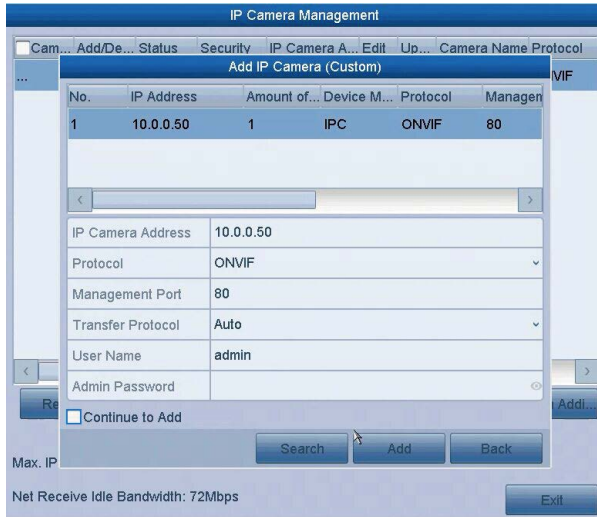 IP Camera Management
Cam... Add/De... Status Security IP Camera A... Edit Up... Camera Name Protocol
Add IP Camera (Custom)
... VIF
No. IP Address Amount of... Device M... Protocol Managen
1 10.0.0.50 1 IPC ONVIF 80
IP Camera Address 10.0.0.50
Protocol ONVIF
Management Port 80
Transfer Protocol Auto
User Name admin
Admin Password
Re Addi...
Continue to Add
Search Add Back
Max. IP
Net Receive Idle Bandwidth: 72Mbps
Exit